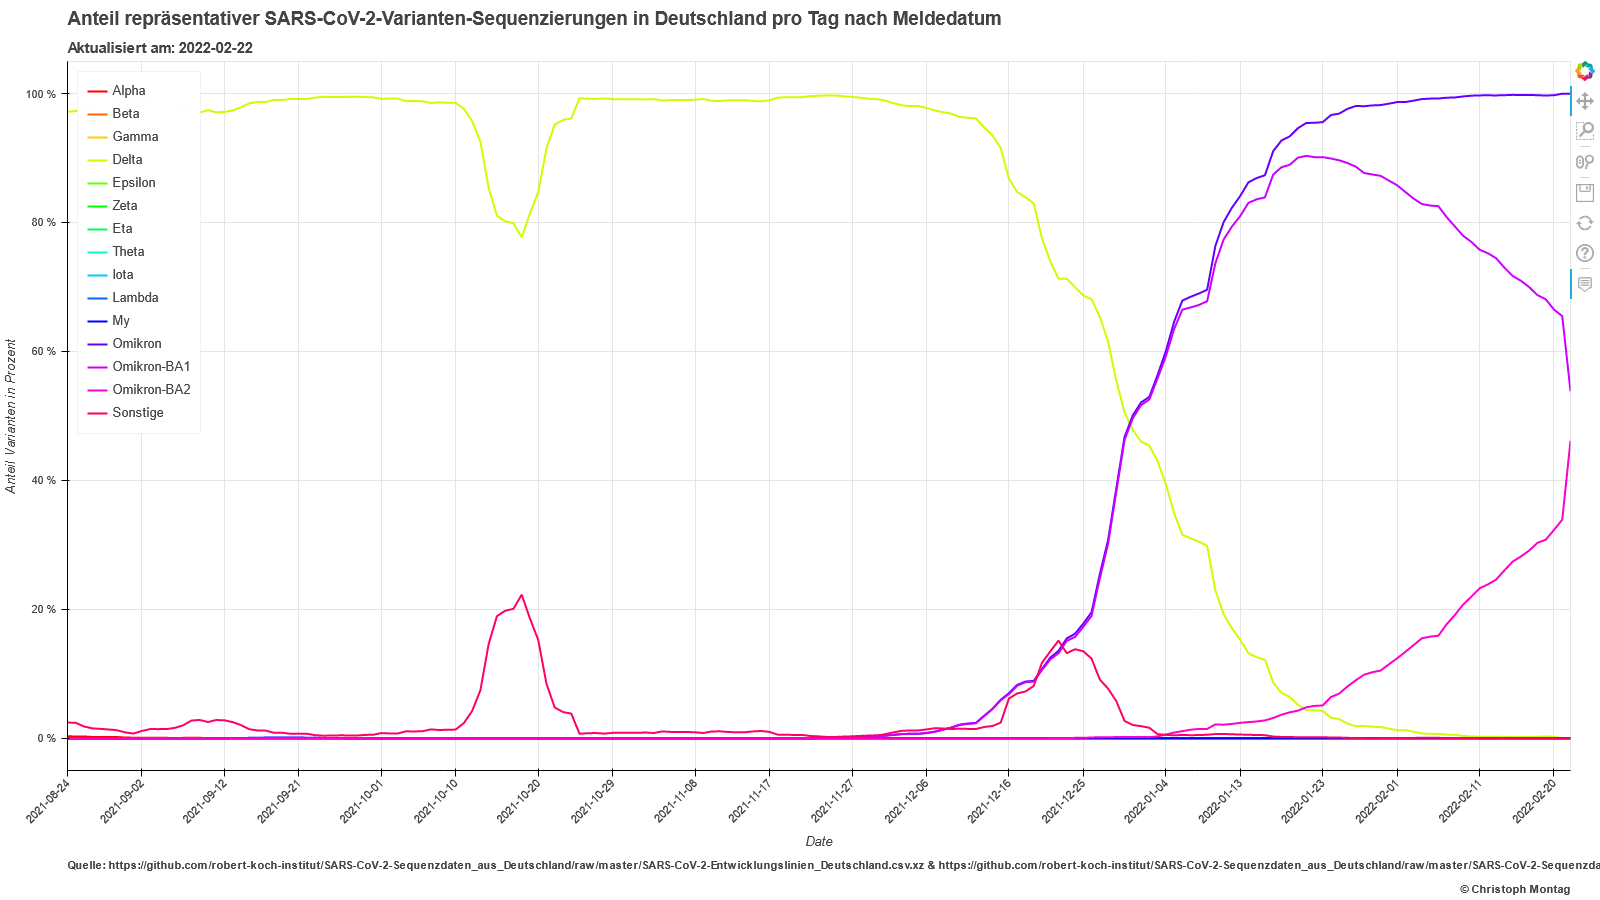 Anteil repräsentativer SARS-CoV-2-Varianten-Sequenzierungen in Deutschland pro Tag nach Meldedatum
Aktualisiert am: 2022-02-22
Alpha
Beta
Gamma
Delta
Epsilon
Zeta
Eta
Theta
Iota
Lambda
My
Omikron
Omikron-BA1
Omikron-BA2
Sonstige
100 %
80 %
60 %
40 %
20 %
0 %
Anteil Varianten in Prozent
2021-08-24
2021-09-02
2021-09-12
2021-09-21
2021-10-01
2021-10-10
2021-10-20
2021-10-29
2021-11-08
2021-11-17
2021-11-27
2021-12-06
2021-12-16
2021-12-25
2022-01-04
2022-01-13
2022-01-23
2022-02-01
2022-02-11
2022-02-20
Date
Quelle: https://github.com/robert-koch-institut/SARS-CoV-2-Sequenzdaten_aus_Deutschland/raw/master/SARS-CoV-2-Entwicklungslinien_Deutschland.csv.xz & https://github.com/robert-koch-institut/SARS-CoV-2-Sequenzdaten_aus_Deutschland/raw/master/SARS-CoV-2-Sequenzda
© Christoph Montag